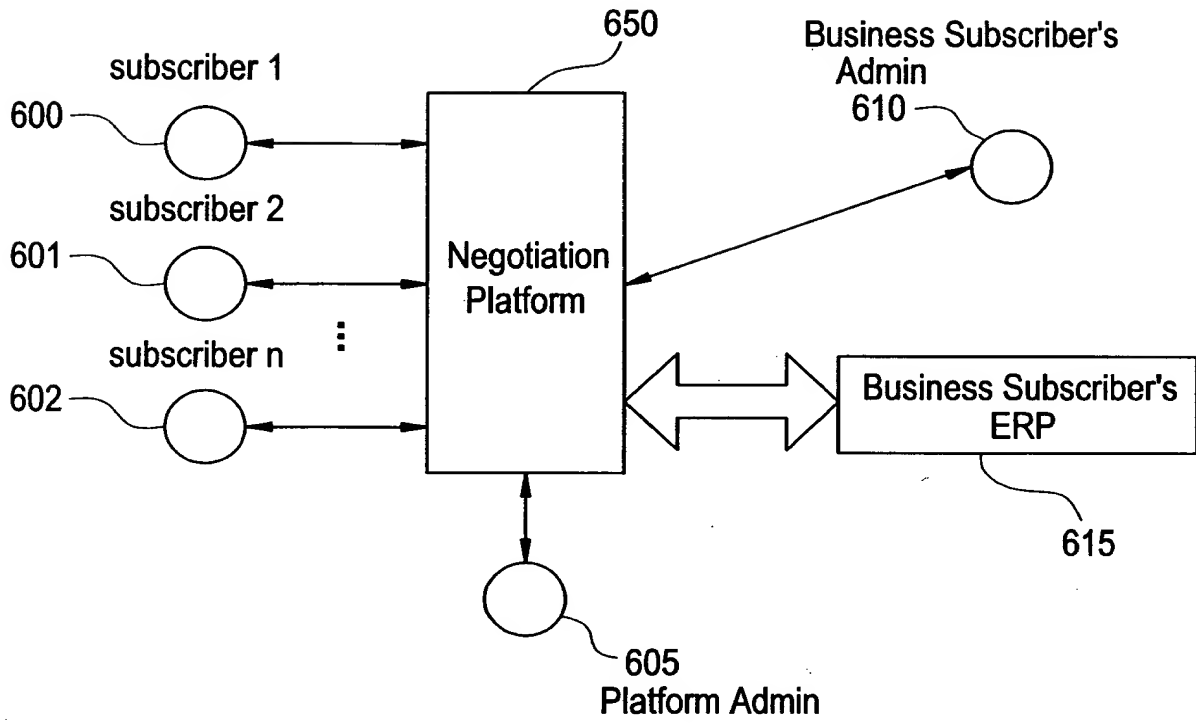 650
Business Subscriber's
Admin
610
subscriber 1
600
subscriber 2
601
Negotiation
Platform
subscriber n
602
Business Subscriber's
ERP
615
605
Platform Admin